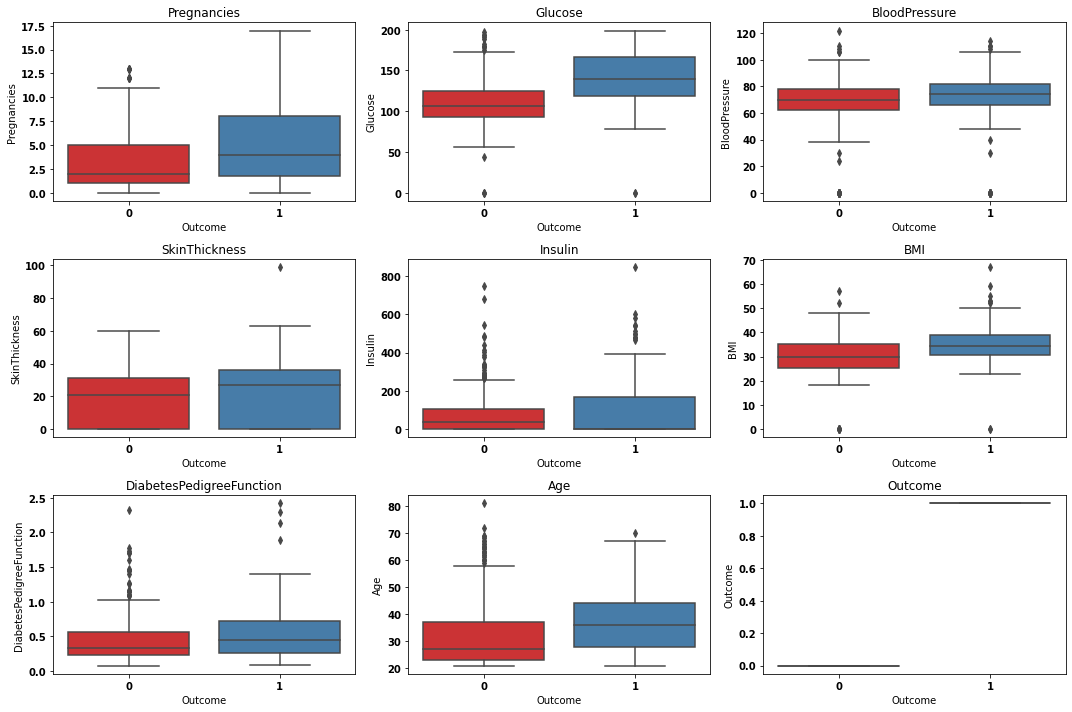 Pregnancies
Pregnancies
17.5
15.0
12.5
10.0
7.5
5.0
2.5
0.0
0
1
Outcome
Glucose
Glucose
200
150
100
50
0
0
1
Outcome
BloodPressure
BloodPressure
120
100
80
60
40
20
0
0
1
Outcome
SkinThickness
SkinThickness
100
80
60
40
20
0
0
1
Outcome
Insulin
Insulin
800
600
400
200
0
0
1
Outcome
BMI
BMI
70
60
50
40
30
20
10
0
0
1
Outcome
DiabetesPedigreeFunction
DiabetesPedigreeFunction
2.5
2.0
1.5
1.0
0.5
0.0
0
1
Outcome
Age
Age
80
70
60
50
40
30
20
0
1
Outcome
Outcome
Outcome
1.0
0.8
0.6
0.4
0.2
0.0
0
1
Outcome